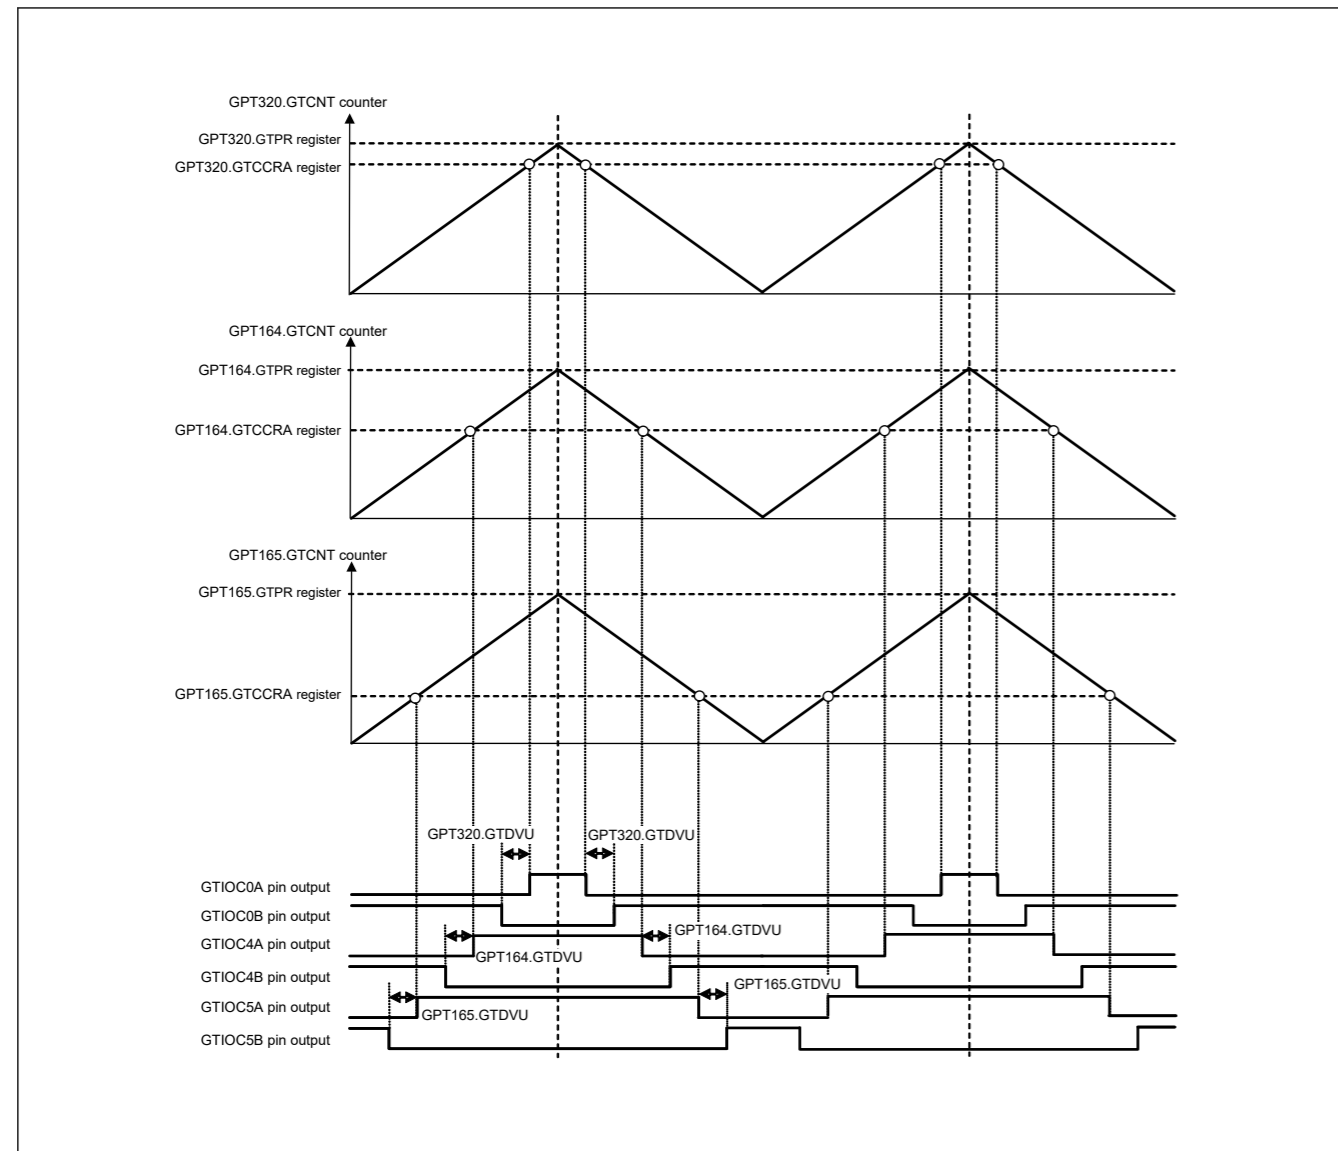 GPT320.GTCNT counter
GPT320.GTPR register
GPT320.GTCCRA register
GPT164.GTCNT counter
GPT164.GTPR register
GPT164.GTCCRA register
GPT165.GTCNT counter
GPT165.GTPR register
GPT165.GTCCRA register
GPT320.GTDVU GPT320.GTDVU
GTIOC0A pin output
GTIOC0B pin output
GPT164.GTDVU
GTIOC4A pin output
GPT164.GTDVU
GTIOC4B pin output
GPT165.GTDVU
GTIOC5A pin output
GPT165.GTDVU
GTIOC5B pin output